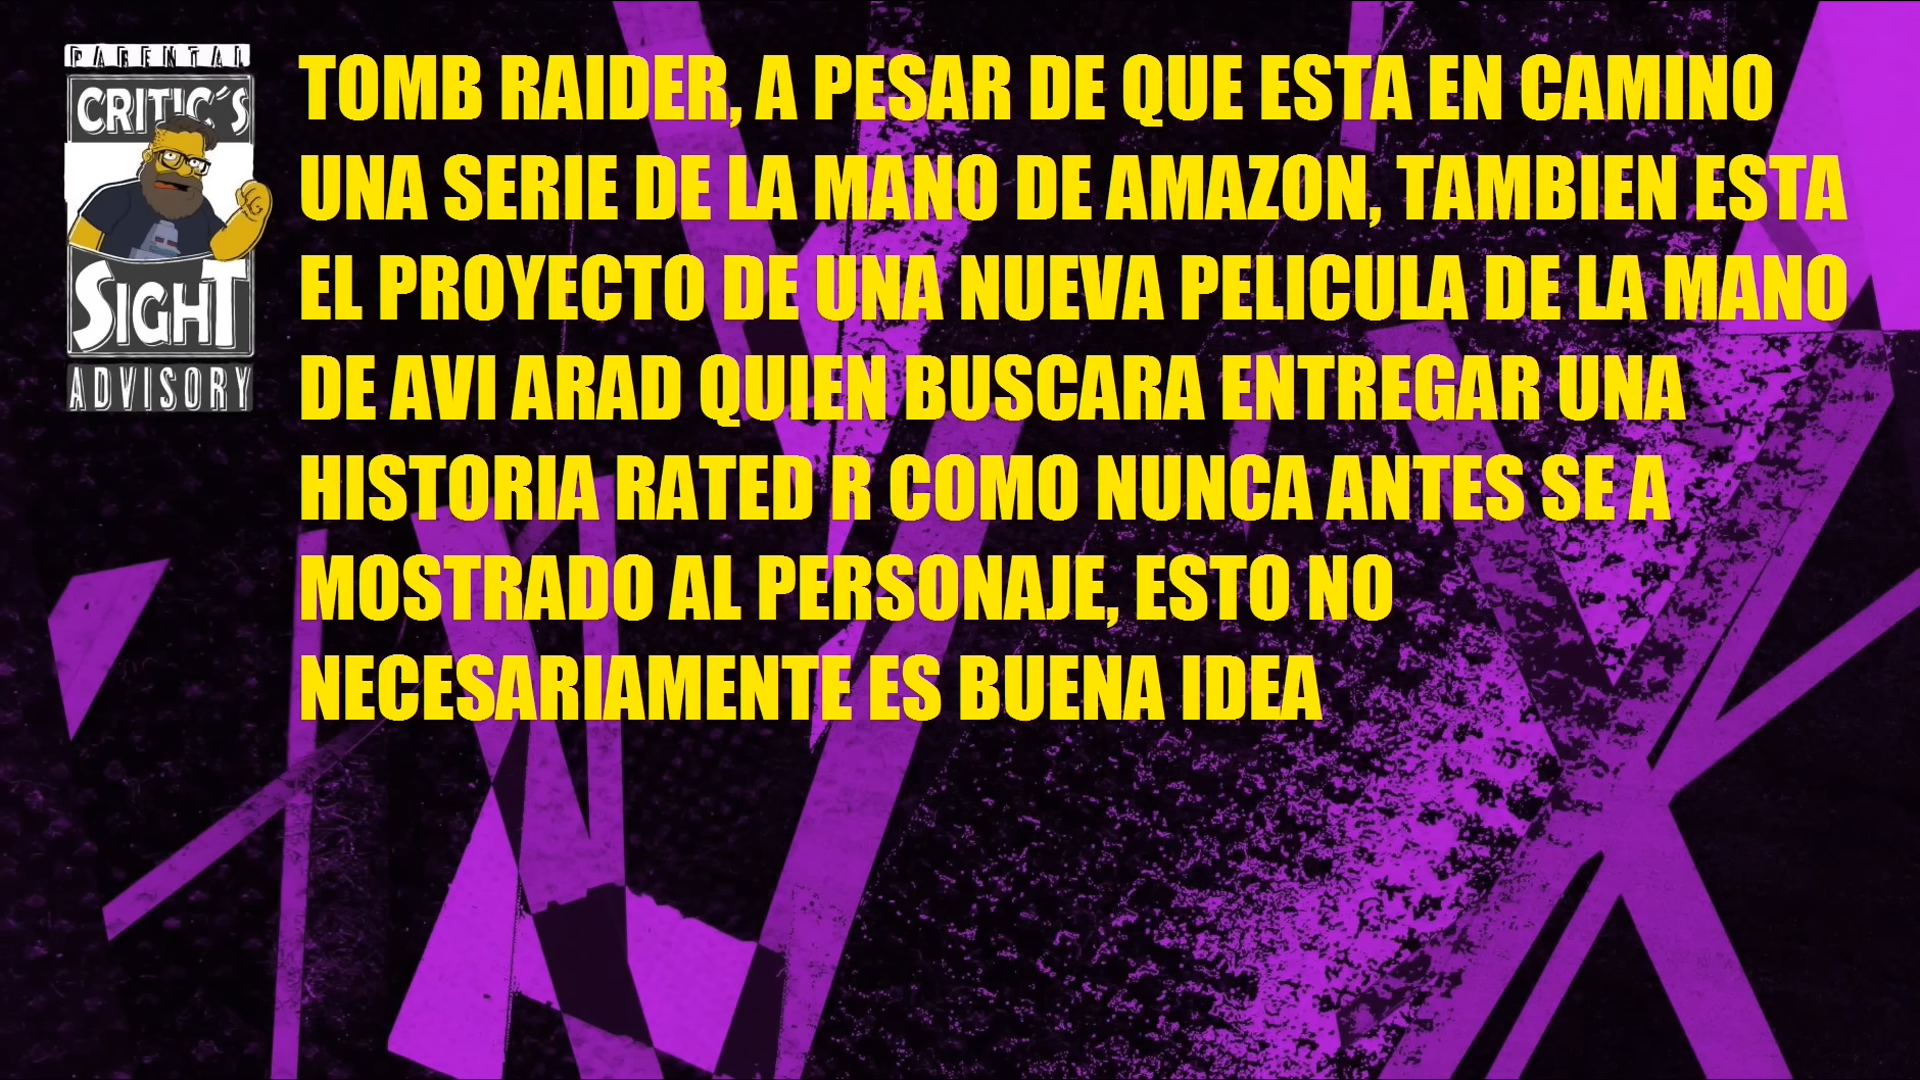 PARENTAL
CRITIC´S
SIGHT
ADVISORY
TOMB RAIDER, A PESAR DE QUE ESTA EN CAMINO
UNA SERIE DE LA MANO DE AMAZON, TAMBIEN ESTA
EL PROYECTO DE UNA NUEVA PELICULA DE LA MANO
DE AVI ARAD QUIEN BUSCARA ENTREGAR UNA
HISTORIA RATED R COMO NUNCA ANTES SE A
MOSTRADO AL PERSONAJE, ESTO NO
NECESARIAMENTE ES BUENA IDEA